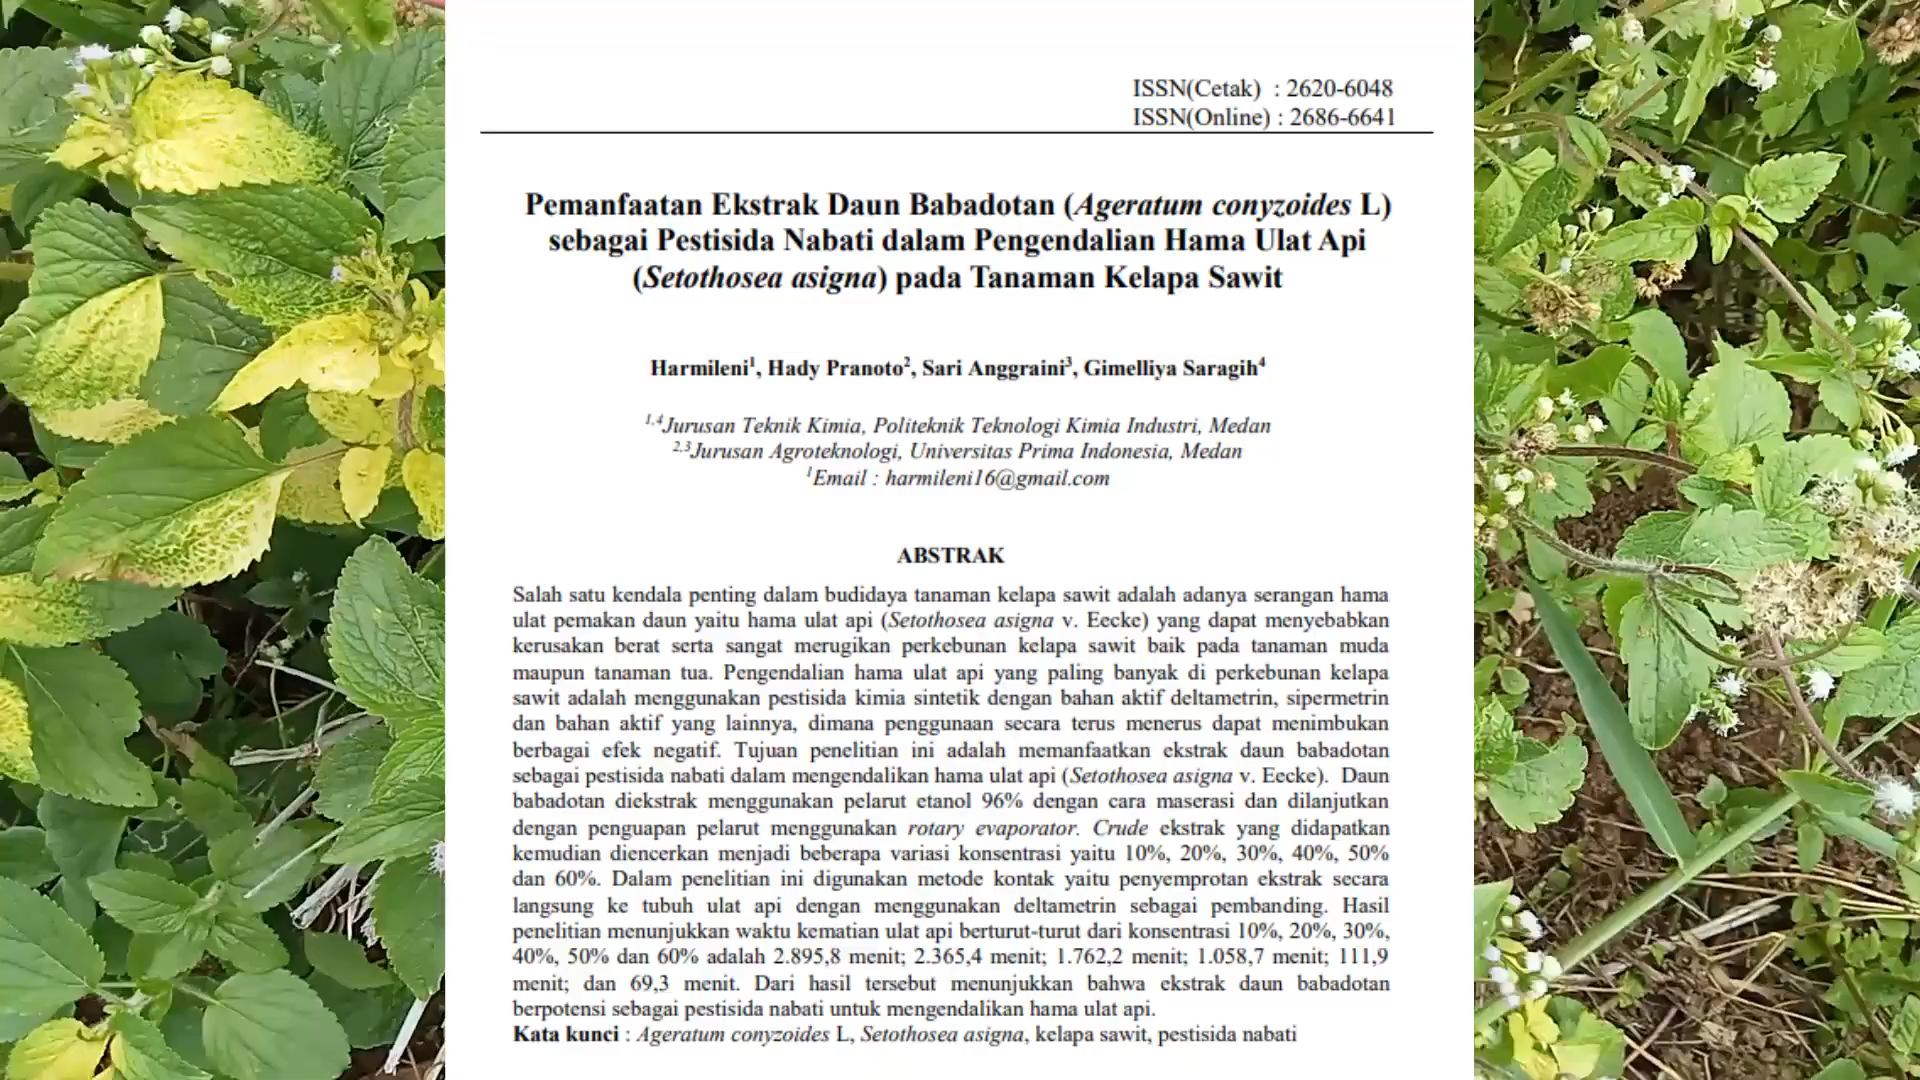 ISSN(Cetak) : 2620-6048
ISSN(Online) : 2686-6641
Pemanfaatan Ekstrak Daun Babadotan (Ageratum conyzoides L)
sebagai Pestisida Nabati dalam Pengendalian Hama Ulat Api
(Setothosea asigna) pada Tanaman Kelapa Sawit
Harmileni1, Hady Pranoto2, Sari Anggraini3, Gimelliya Saragih4
1,4Jurusan Teknik Kimia, Politeknik Teknologi Kimia Industri, Medan
2,3Jurusan Agroteknologi, Universitas Prima Indonesia, Medan
1Email : harmileni16@gmail.com
ABSTRAK
Salah satu kendala penting dalam budidaya tanaman kelapa sawit adalah adanya serangan hama
ulat pemakan daun yaitu hama ulat api (Setothosea asigna v. Eecke) yang dapat menyebabkan
kerusakan berat serta sangat merugikan perkebunan kelapa sawit baik pada tanaman muda
maupun tanaman tua. Pengendalian hama ulat api yang paling banyak di perkebunan kelapa
sawit adalah menggunakan pestisida kimia sintetik dengan bahan aktif deltametrin, sipermetrin
dan bahan aktif yang lainnya, dimana penggunaan secara terus menerus dapat menimbukan
berbagai efek negatif. Tujuan penelitian ini adalah memanfaatkan ekstrak daun babadotan
sebagai pestisida nabati dalam mengendalikan hama ulat api (Setothosea asigna v. Eecke). Daun
babadotan diekstrak menggunakan pelarut etanol 96% dengan cara maserasi dan dilanjutkan
dengan penguapan pelarut menggunakan rotary evaporator. Crude ekstrak yang didapatkan
kemudian diencerkan menjadi beberapa variasi konsentrasi yaitu 10%, 20%, 30%, 40%, 50%
dan 60%. Dalam penelitian ini digunakan metode kontak yaitu penyemprotan ekstrak secara
langsung ke tubuh ulat api dengan menggunakan deltametrin sebagai pembanding. Hasil
penelitian menunjukkan waktu kematian ulat api berturut-turut dari konsentrasi 10%, 20%, 30%,
40%, 50% dan 60% adalah 2.895,8 menit; 2.365,4 menit; 1.762,2 menit; 1.058,7 menit; 111,9
menit; dan 69,3 menit. Dari hasil tersebut menunjukkan bahwa ekstrak daun babadotan
berpotensi sebagai pestisida nabati untuk mengendalikan hama ulat api.
Kata kunci : Ageratum conyzoides L, Setothosea asigna, kelapa sawit, pestisida nabati